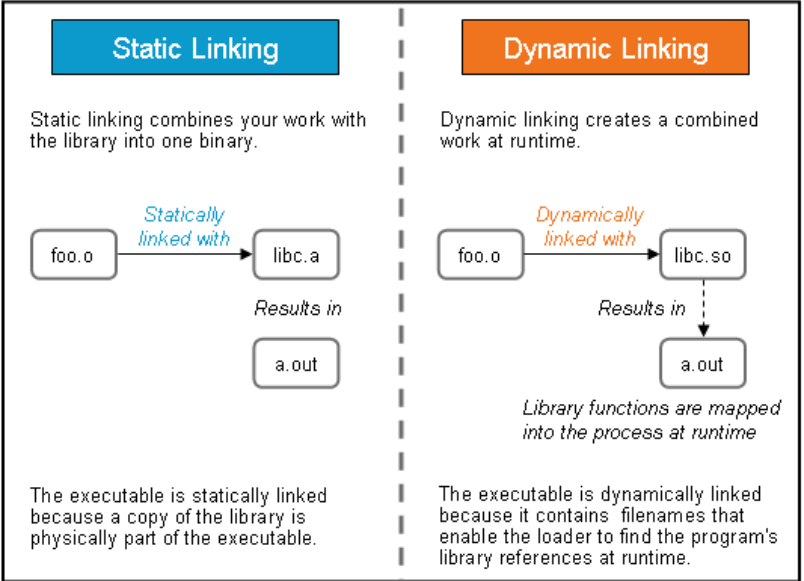 Static Linking
Static linking combines your work with
the library into one binary.
Statically
linked with
foo.o
libc.a
Results in
a.out
The executable is statically linked
because a copy of the library is
physically part of the executable.
Dynamic Linking
Dynamic linking creates a combined
work at runtime.
Dynamically
linked with
foo.o
libc.so
Results in
a.out
Library functions are mapped
into the process at runtime
The executable is dynamically linked
because it contains filenames that
enable the loader to find the program's
library references at runtime.